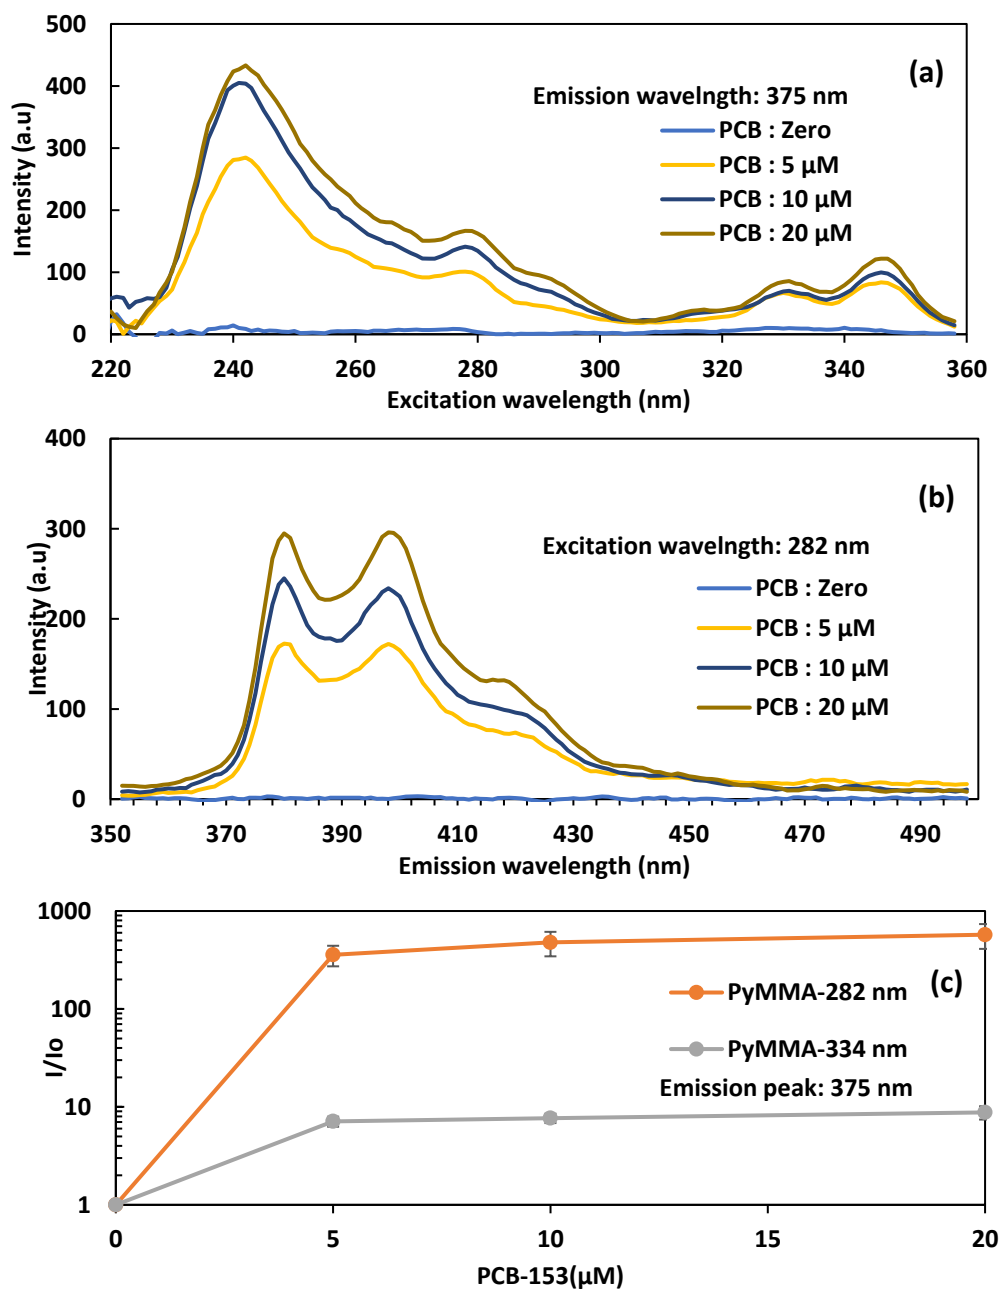 500
400
300
200
100
0
Intensity (a.u)
(a)
Emission wavelngth: 375 nm
PCB : Zero
PCB : 5 µM
PCB : 10 µM
PCB : 20 µM
220 240 260 280 300 320 340 360
Excitation wavelength (nm)
400
300
200
100
0
Intensity (a.u)
(b)
Excitation wavelngth: 282 nm
PCB : Zero
PCB : 5 µM
PCB : 10 µM
PCB : 20 µM
350 370 390 410 430 450 470 490
Emission wavelength (nm)
1000
100
10
1
I/Io
(c)
PyMMA-282 nm
PyMMA-334 nm
Emission peak: 375 nm
0 5 10 15 20
PCB-153(µM)